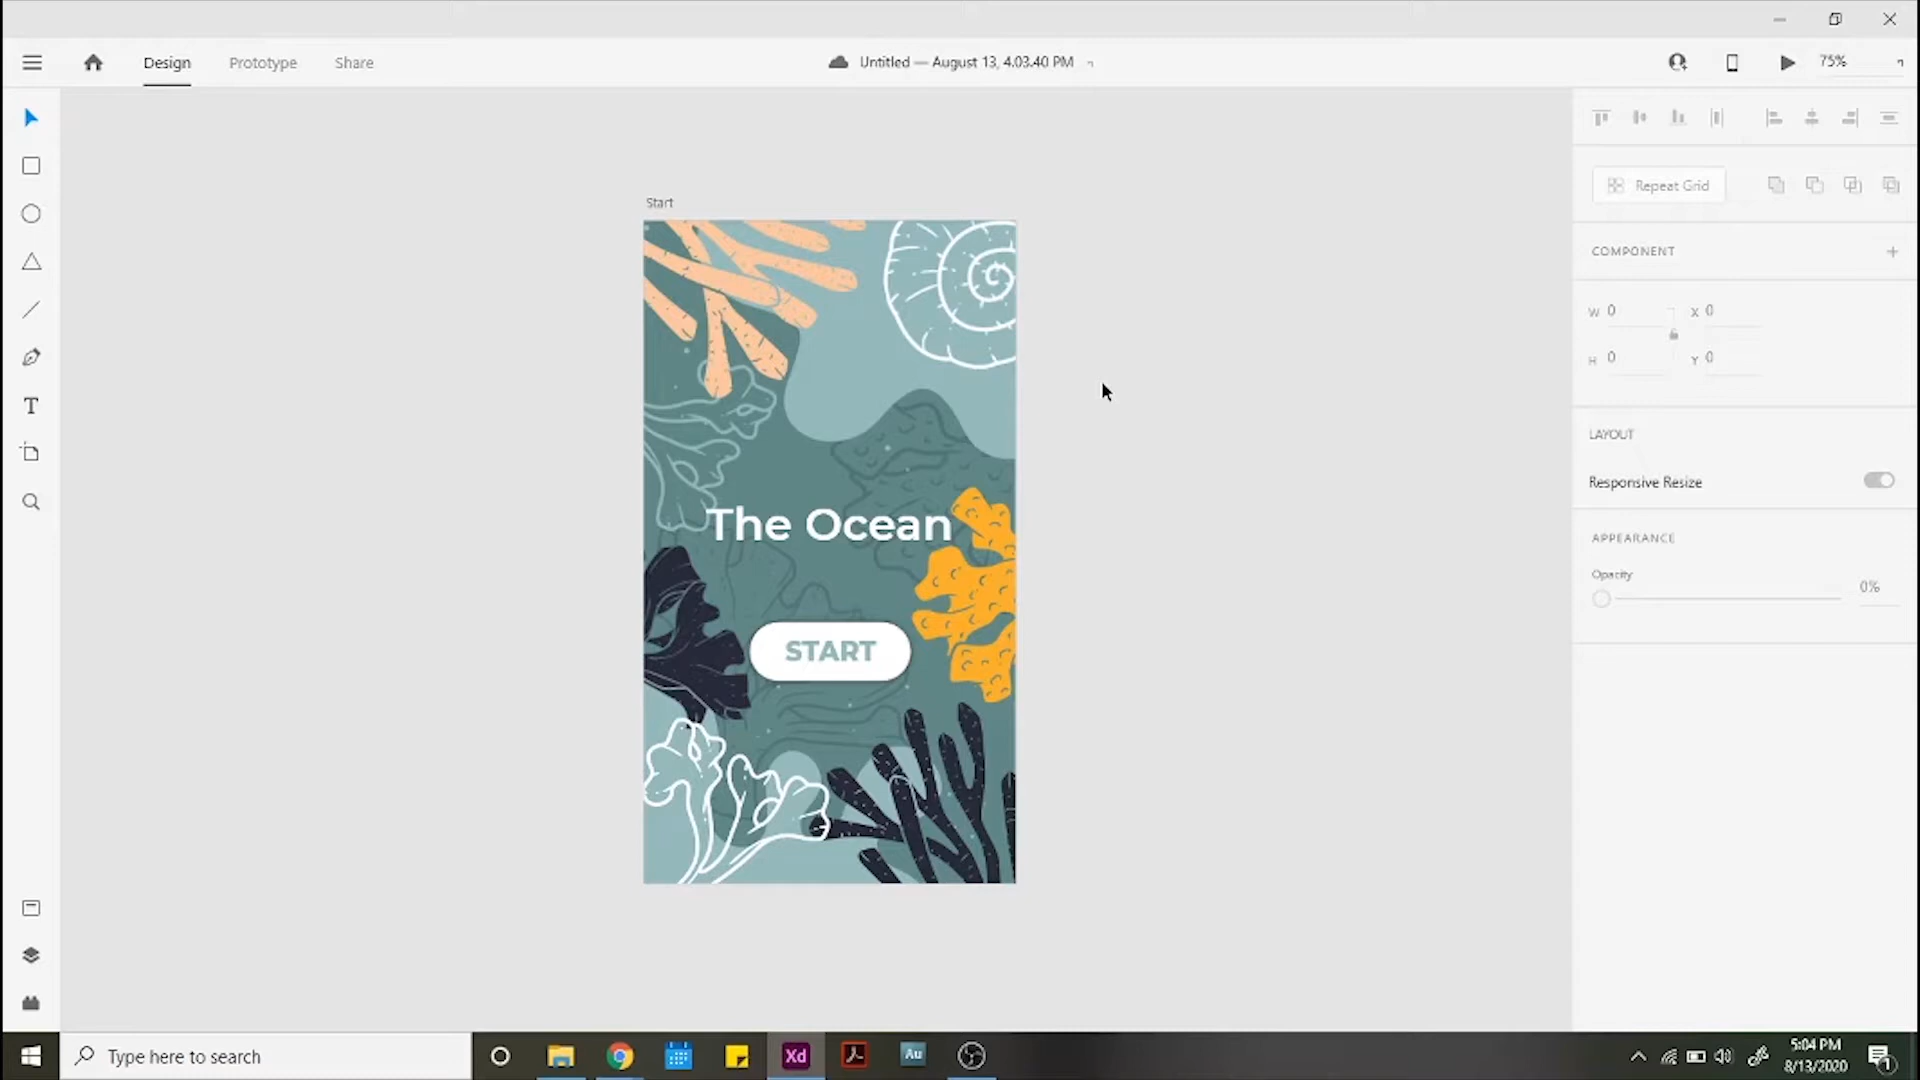 Design Prototype Share Untitled — August 13, 4.03.40 PM 75%
Repeat Grid
COMPONENT
W 0 X 0
H 0 Y 0
LAYOUT
Responsive Resize
APPEARANCE
Opacity
0%
Start
The Ocean
START
Type here to search
Xd
Au
5:04 PM
8/13/2020
1